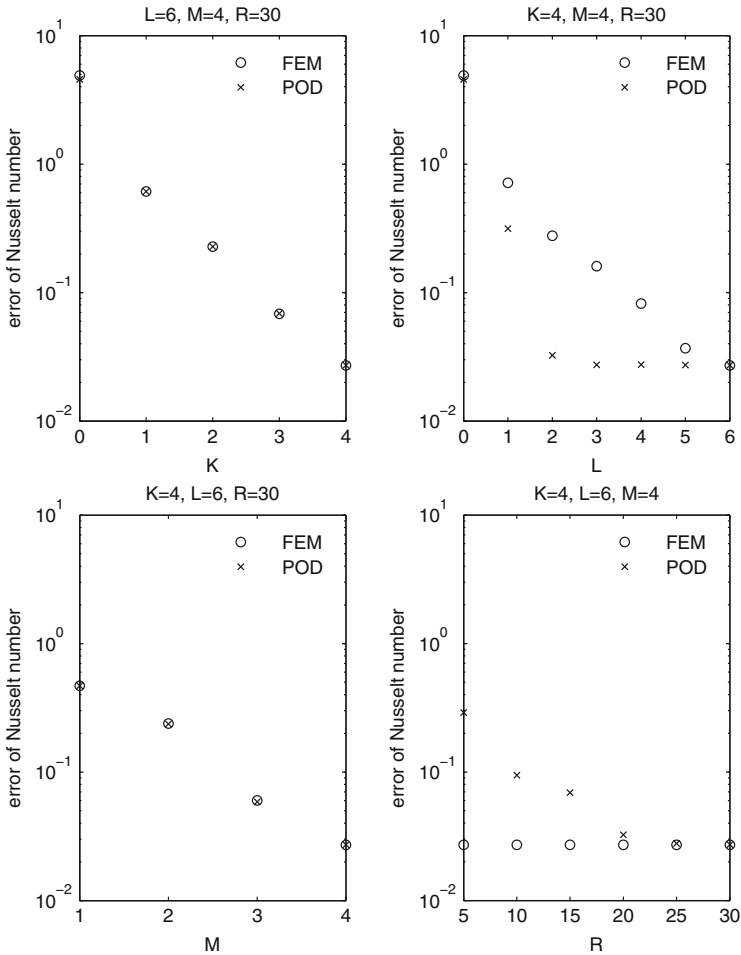 L=6, M=4, R=30
10^1
10^0
10^−1
10^−2
error of Nusselt number
FEM
POD
0 1 2 3 4
K
K=4, M=4, R=30
10^1
10^0
10^−1
10^−2
error of Nusselt number
FEM
POD
0 1 2 3 4 5 6
L
K=4, L=6, R=30
10^1
10^0
10^−1
10^−2
error of Nusselt number
FEM
POD
1 2 3 4
M
K=4, L=6, M=4
10^1
10^0
10^−1
10^−2
error of Nusselt number
FEM
POD
5 10 15 20 25 30
R